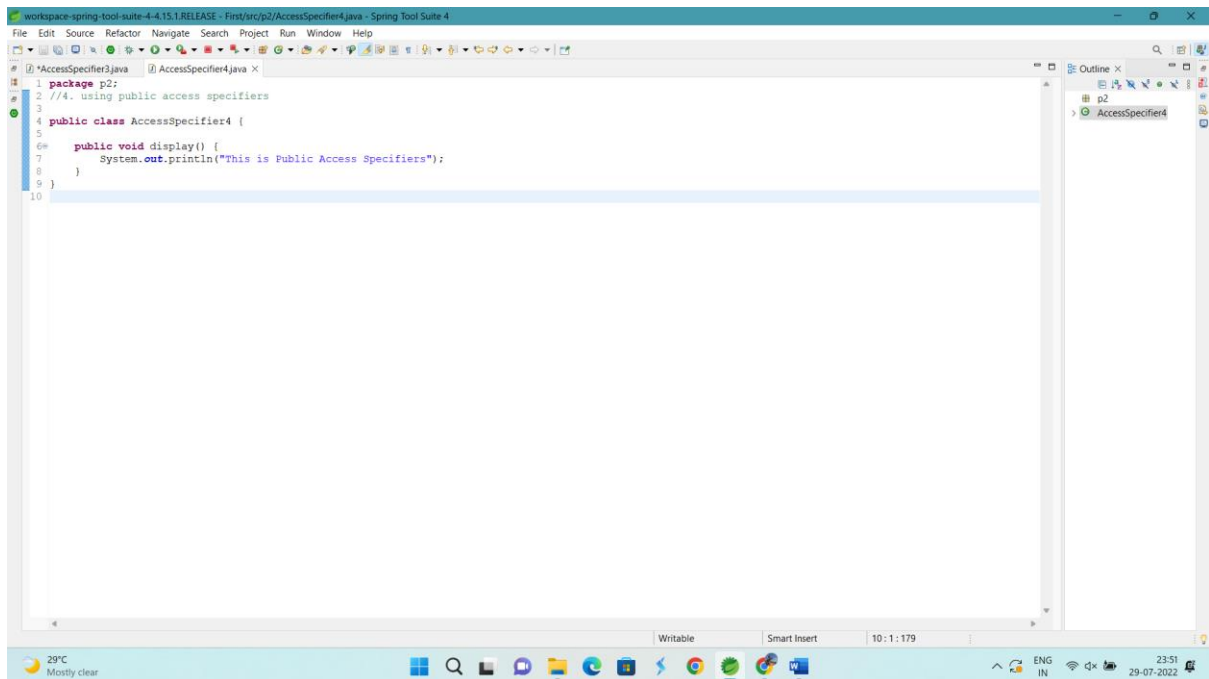 workspace-spring-tool-suite-4-4.15.1.RELEASE - First/src/p2/AccessSpecifier4.java - Spring Tool Suite 4
File Edit Source Refactor Navigate Search Project Run Window Help
*AccessSpecifier3.java AccessSpecifier4.java
Outline
1 package p2;
2 //4. using public access specifiers
3
4 public class AccessSpecifier4 {
5
6 public void display() {
7 System.out.println("This is Public Access Specifiers");
8 }
9 }
10
p2
AccessSpecifier4
Writable Smart Insert 10 : 1 : 179
29°C
Mostly clear
ENG
IN
23:51
29-07-2022